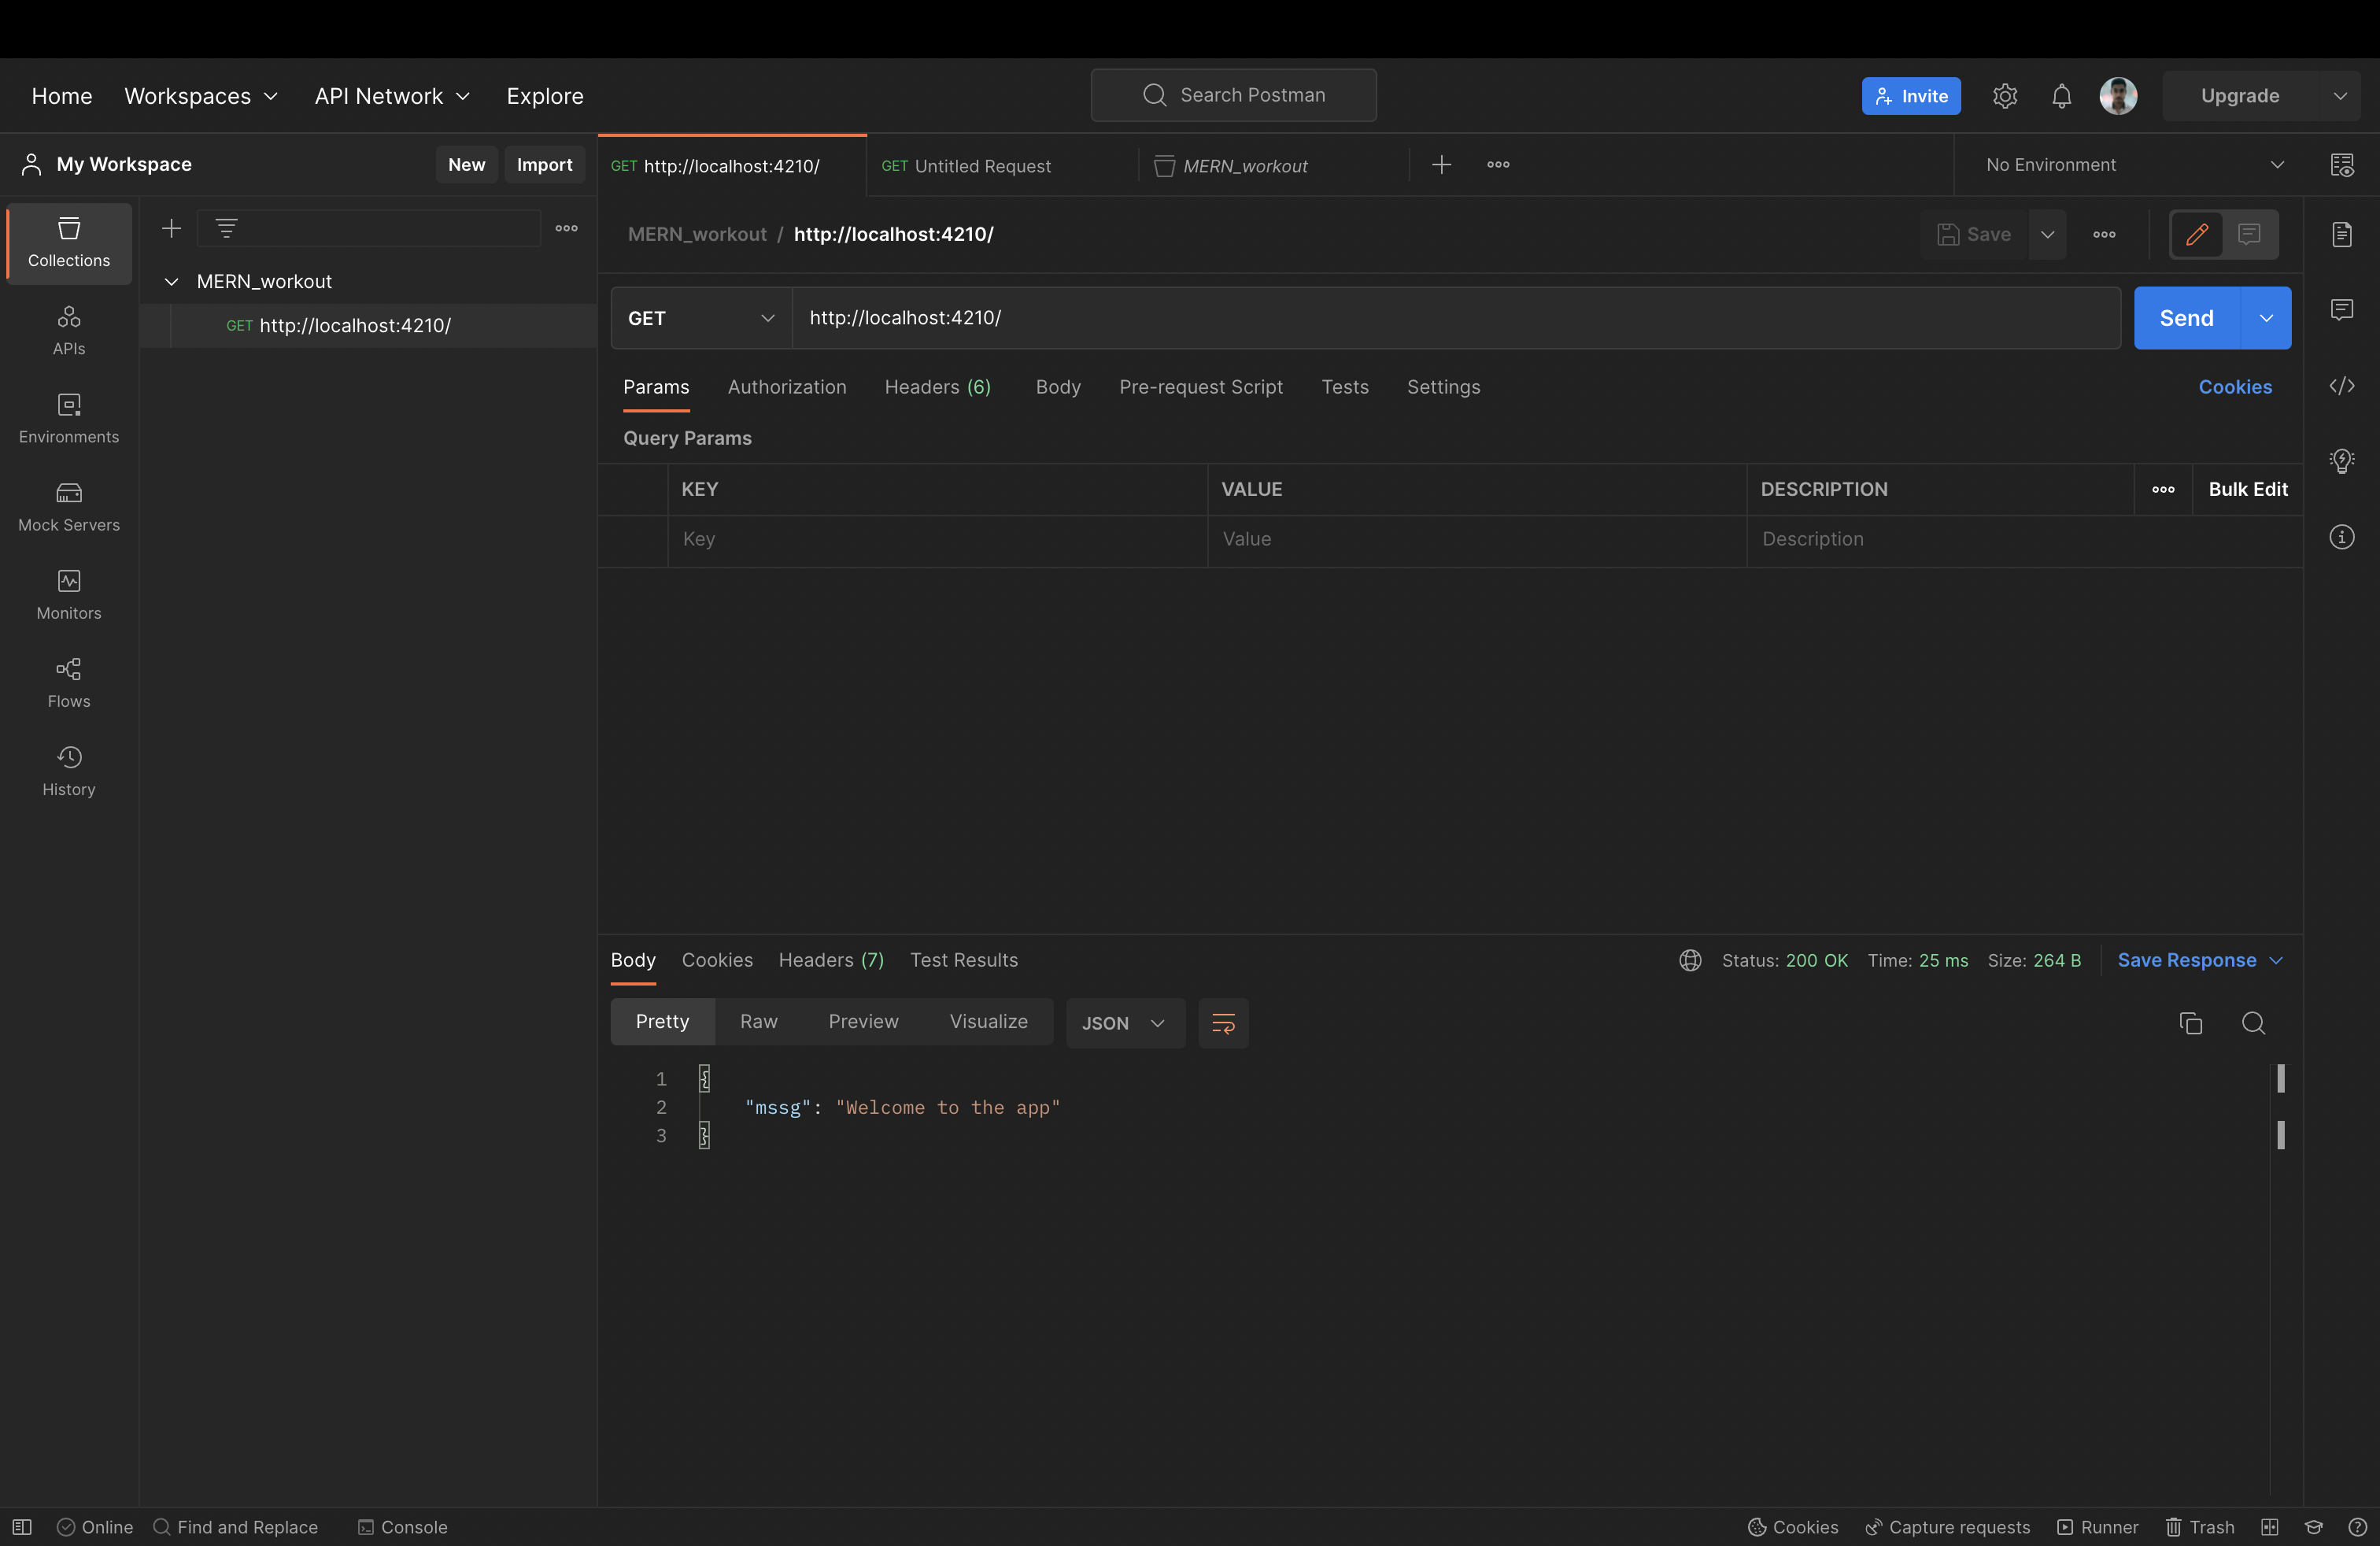 Home Workspaces API Network Explore Search Postman Invite Upgrade
My Workspace New Import GET http://localhost:4210/ GET Untitled Request MERN_workout No Environment
Collections
APIs
Environments
Mock Servers
Monitors
Flows
History
MERN_workout
GET http://localhost:4210/
MERN_workout / http://localhost:4210/ Save
GET http://localhost:4210/ Send
Params Authorization Headers (6) Body Pre-request Script Tests Settings Cookies
Query Params
KEY VALUE DESCRIPTION Bulk Edit
Key Value Description
Body Cookies Headers (7) Test Results Status: 200 OK Time: 25 ms Size: 264 B Save Response
Pretty Raw Preview Visualize JSON
1 {
2 "mssg": "Welcome to the app"
3 }
Online Find and Replace Console Cookies Capture requests Runner Trash